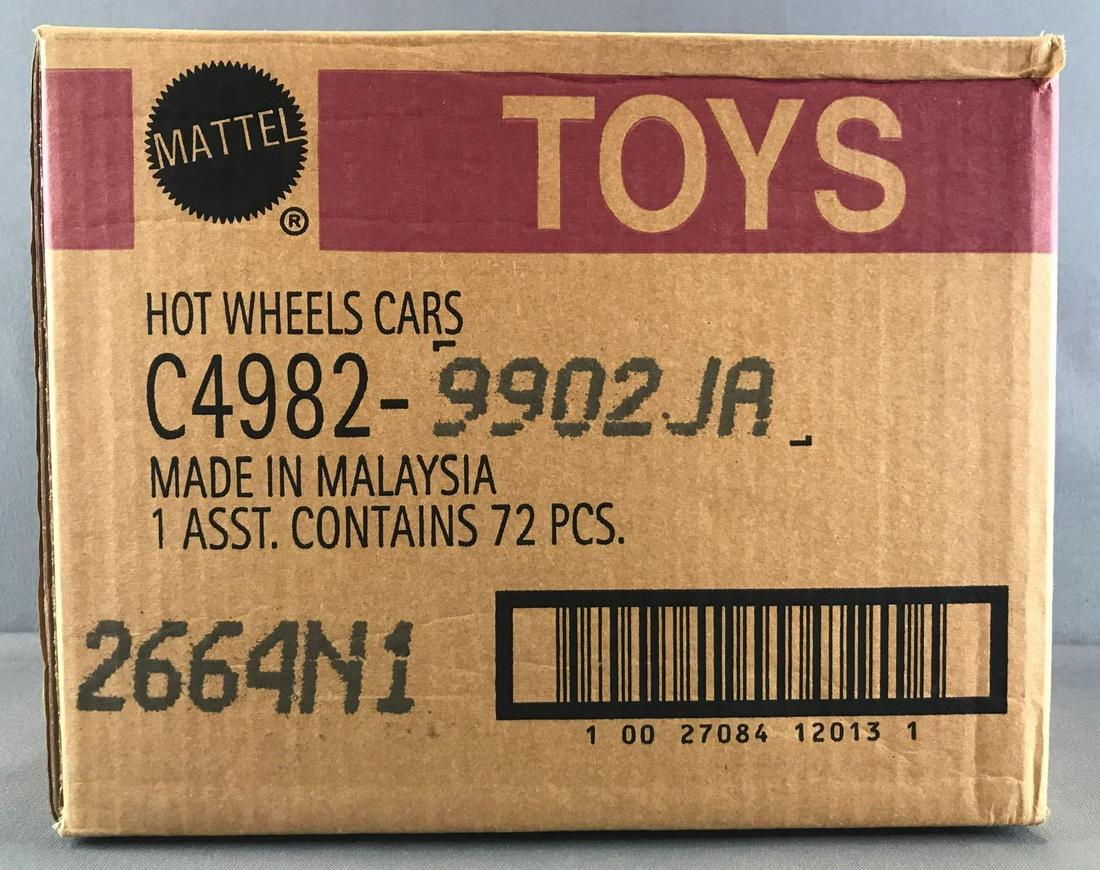 MATTEL ®
TOYS
HOT WHEELS CARS
C4982-9902JA
MADE IN MALAYSIA
1 ASST. CONTAINS 72 PCS.
2664N1
1 00 27084 12013 1